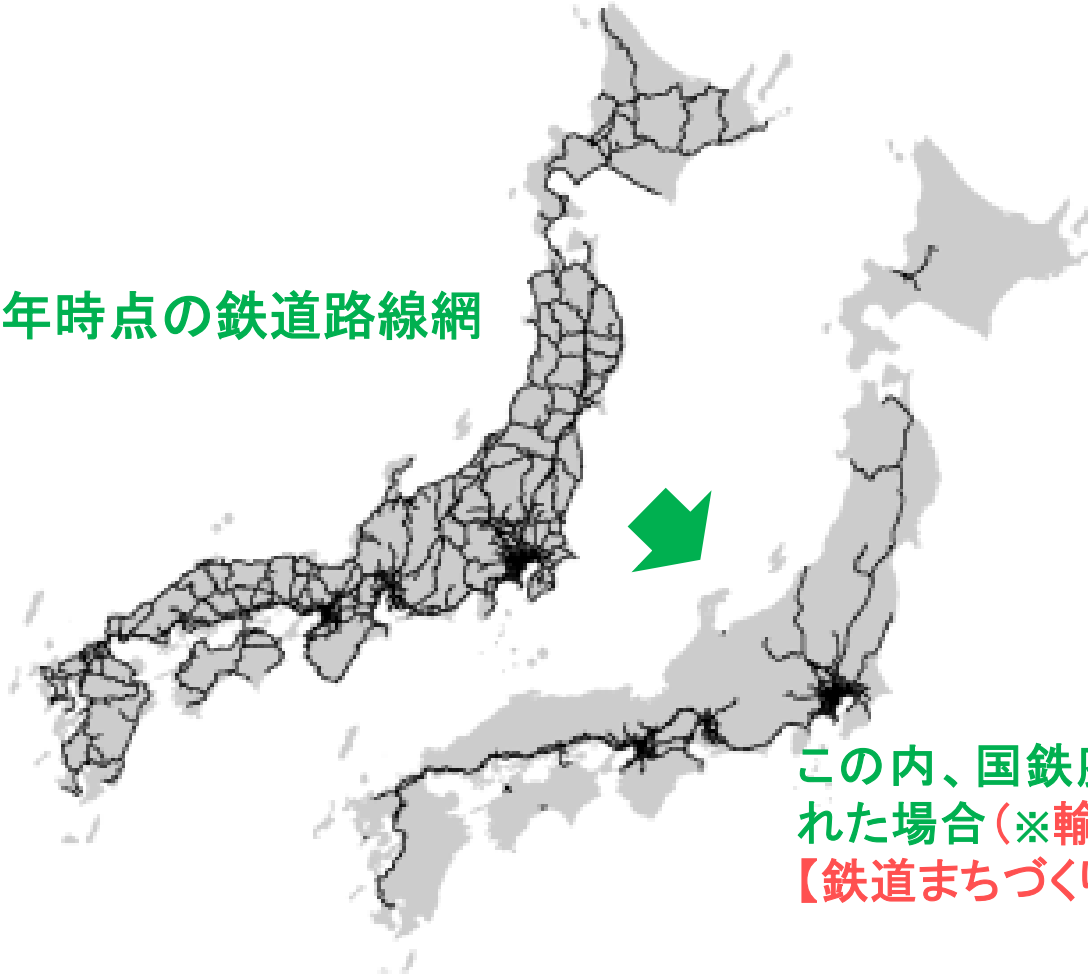 年時点の鉄道路線網
この内、国鉄
れた場合（※輸
【鉄道まちづくり